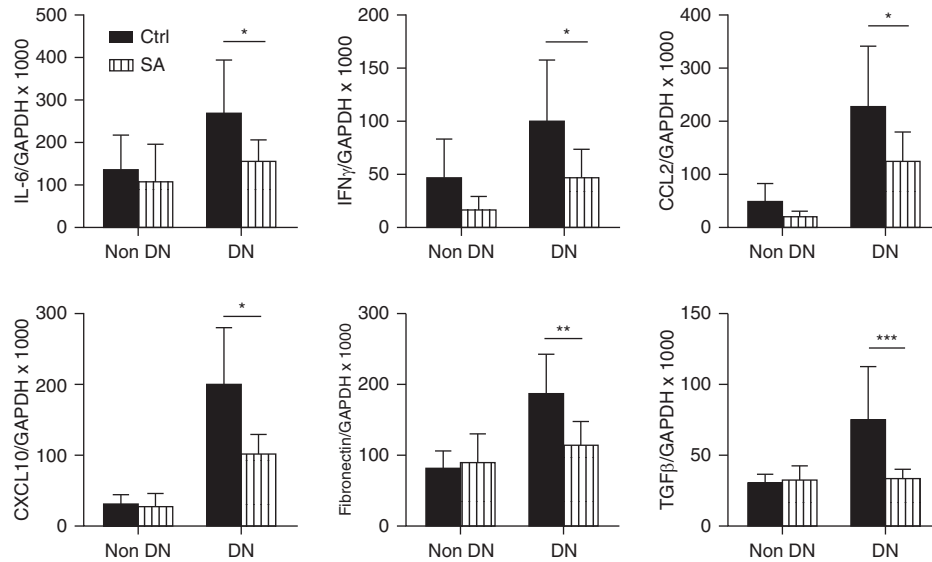 IL-6/GAPDH x 1000
500
400
300
200
100
0
Ctrl
SA
*
Non DN
DN
IFNγ/GAPDH x 1000
200
150
100
50
0
*
Non DN
DN
CCL2/GAPDH x 1000
400
300
200
100
0
*
Non DN
DN
CXCL10/GAPDH x 1000
300
200
100
0
*
Non DN
DN
Fibronectin/GAPDH x 1000
300
200
100
0
**
Non DN
DN
TGFβ/GAPDH x 1000
150
100
50
0
***
Non DN
DN